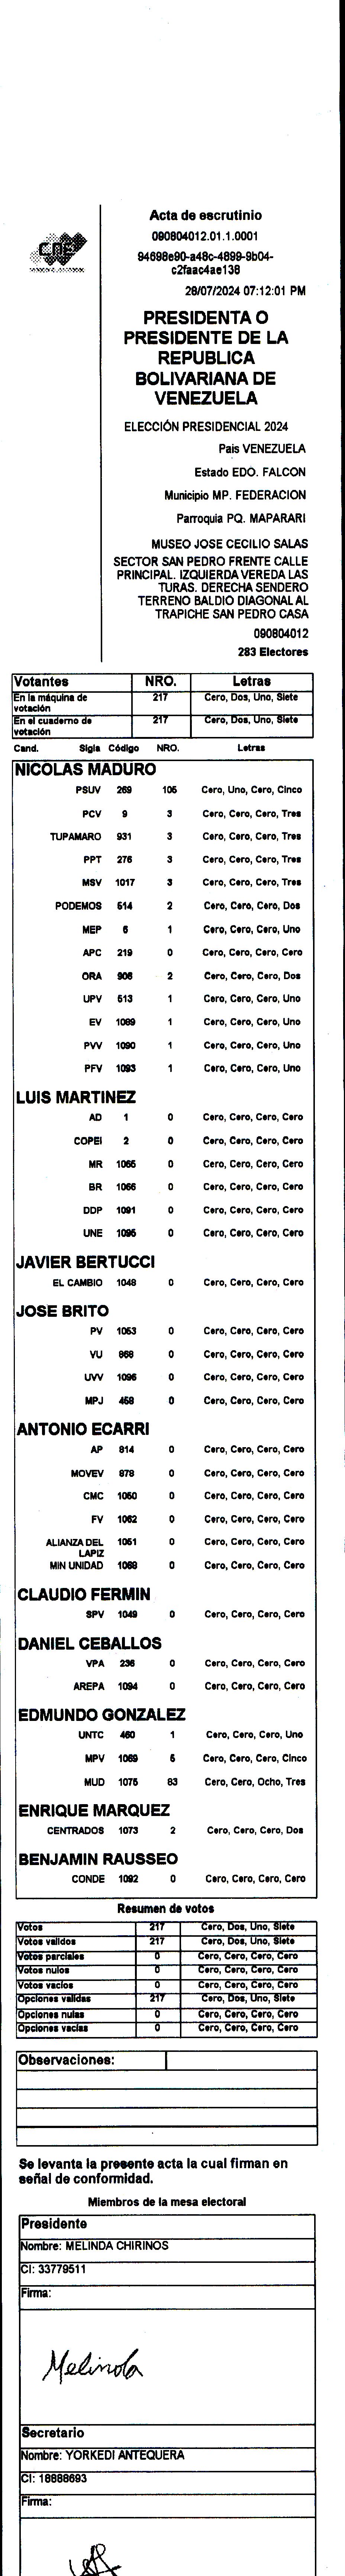 CNE
Acta de escrutinio
090804012.01.1.0001
94698e90-a48c-4899-9b04-
c2faac4ae138
28/07/2024 07:12:01 PM
PRESIDENTA O
PRESIDENTE DE LA
REPUBLICA
BOLIVARIANA DE
VENEZUELA
ELECCIÓN PRESIDENCIAL 2024
Pais VENEZUELA
Estado EDO. FALCON
Municipio MP. FEDERACION
Parroquia PQ. MAPARARI
MUSEO JOSE CECILIO SALAS
SECTOR SAN PEDRO FRENTE CALLE
PRINCIPAL. IZQUIERDA VEREDA LAS
TURAS. DERECHA SENDERO
TERRENO BALDIO DIAGONAL AL
TRAPICHE SAN PEDRO CASA
090804012
283 Electores
Votantes NRO. Letras
En la máquina de votación 217 Cero, Dos, Uno, Siete
En el cuaderno de votación 217 Cero, Dos, Uno, Siete
Cand. Sigla Código NRO. Letras
NICOLAS MADURO
PSUV 269 105 Cero, Uno, Cero, Cinco
PCV 9 3 Cero, Cero, Cero, Tres
TUPAMARO 931 3 Cero, Cero, Cero, Tres
PPT 276 3 Cero, Cero, Cero, Tres
MSV 1017 3 Cero, Cero, Cero, Tres
PODEMOS 514 2 Cero, Cero, Cero, Dos
MEP 6 1 Cero, Cero, Cero, Uno
APC 219 0 Cero, Cero, Cero, Cero
ORA 906 2 Cero, Cero, Cero, Dos
UPV 513 1 Cero, Cero, Cero, Uno
EV 1089 1 Cero, Cero, Cero, Uno
PVV 1090 1 Cero, Cero, Cero, Uno
PFV 1093 1 Cero, Cero, Cero, Uno
LUIS MARTINEZ
AD 1 0 Cero, Cero, Cero, Cero
COPEI 2 0 Cero, Cero, Cero, Cero
MR 1065 0 Cero, Cero, Cero, Cero
BR 1066 0 Cero, Cero, Cero, Cero
DDP 1091 0 Cero, Cero, Cero, Cero
UNE 1095 0 Cero, Cero, Cero, Cero
JAVIER BERTUCCI
EL CAMBIO 1048 0 Cero, Cero, Cero, Cero
JOSE BRITO
PV 1053 0 Cero, Cero, Cero, Cero
VU 868 0 Cero, Cero, Cero, Cero
UVV 1096 0 Cero, Cero, Cero, Cero
MPJ 458 0 Cero, Cero, Cero, Cero
ANTONIO ECARRI
AP 814 0 Cero, Cero, Cero, Cero
MOVEV 878 0 Cero, Cero, Cero, Cero
CMC 1050 0 Cero, Cero, Cero, Cero
FV 1062 0 Cero, Cero, Cero, Cero
ALIANZA DEL LAPIZ 1051 0 Cero, Cero, Cero, Cero
MIN UNIDAD 1068 0 Cero, Cero, Cero, Cero
CLAUDIO FERMIN
SPV 1049 0 Cero, Cero, Cero, Cero
DANIEL CEBALLOS
VPA 236 0 Cero, Cero, Cero, Cero
AREPA 1094 0 Cero, Cero, Cero, Cero
EDMUNDO GONZALEZ
UNTC 460 1 Cero, Cero, Cero, Uno
MPV 1069 5 Cero, Cero, Cero, Cinco
MUD 1075 83 Cero, Cero, Ocho, Tres
ENRIQUE MARQUEZ
CENTRADOS 1073 2 Cero, Cero, Cero, Dos
BENJAMIN RAUSSEO
CONDE 1092 0 Cero, Cero, Cero, Cero
Resumen de votos
Votos 217 Cero, Dos, Uno, Siete
Votos validos 217 Cero, Dos, Uno, Siete
Votos parciales 0 Cero, Cero, Cero, Cero
Votos nulos 0 Cero, Cero, Cero, Cero
Votos vacios 0 Cero, Cero, Cero, Cero
Opciones validas 217 Cero, Dos, Uno, Siete
Opciones nulas 0 Cero, Cero, Cero, Cero
Opciones vacias 0 Cero, Cero, Cero, Cero
Observaciones:
Se levanta la presente acta la cual firman en
señal de conformidad.
Miembros de la mesa electoral
Presidente
Nombre: MELINDA CHIRINOS
CI: 33779511
Firma:
Melinda
Secretario
Nombre: YORKEDI ANTEQUERA
CI: 18888693
Firma: